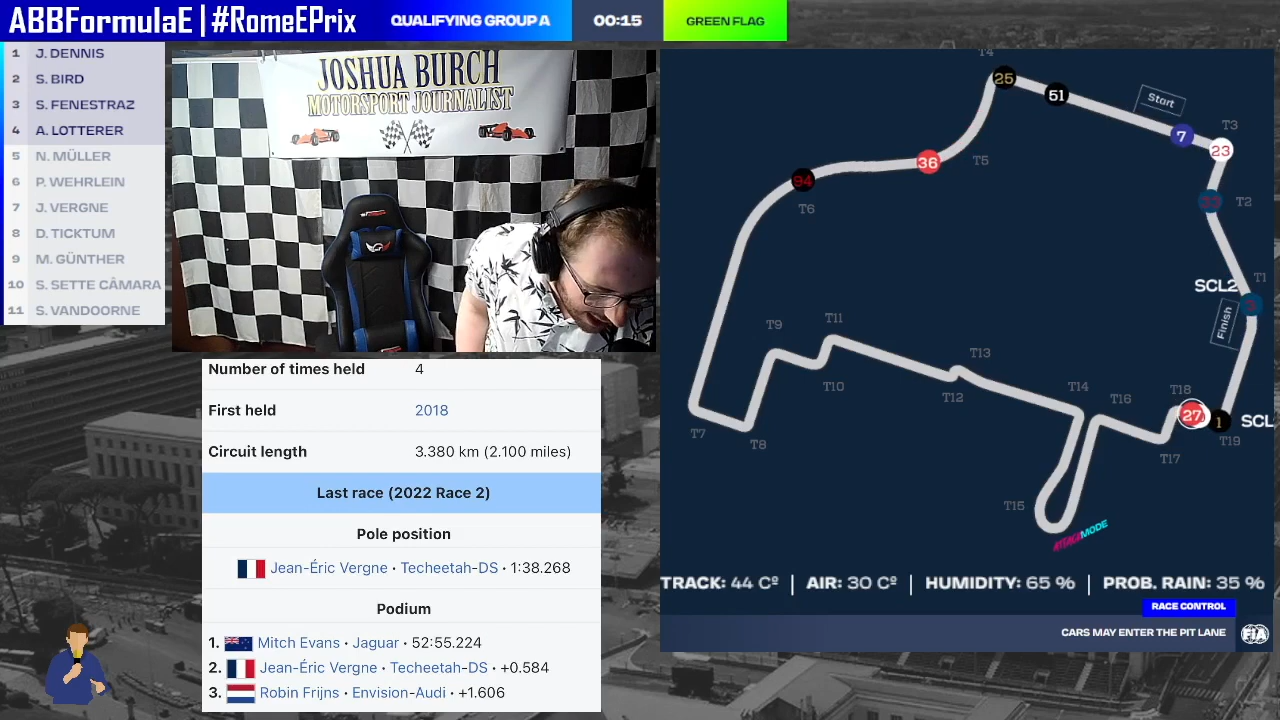 ABBFormulaE | #RomeEPrix
QUALIFYING GROUP A
00:15
GREEN FLAG
1 J. DENNIS
2 S. BIRD
3 S. FENESTRAZ
4 A. LOTTERER
5 N. MÜLLER
6 P. WEHRLEIN
7 J. VERGNE
8 D. TICKTUM
9 M. GÜNTHER
10 S. SETTE CÂMARA
11 S. VANDOORNE
JOSHUA BURCH
MOTORSPORT JOURNALIST
Number of times held 4
First held 2018
Circuit length 3.380 km (2.100 miles)
Last race (2022 Race 2)
Pole position
Jean-Éric Vergne • Techeetah-DS • 1:38.268
Podium
1. Mitch Evans • Jaguar • 52:55.224
2. Jean-Éric Vergne • Techeetah-DS • +0.584
3. Robin Frijns • Envision-Audi • +1.606
T4
25
51
Start
7
T3
23
36
T5
94
T6
T2
T1
SCL2
Finish
T9
T11
T10
T13
T12
T14
T16
T18
27
1
SCL
T19
T17
T7
T8
T15
ATTACK MODE
TRACK: 44 Cº | AIR: 30 Cº | HUMIDITY: 65 % | PROB. RAIN: 35 %
RACE CONTROL
CARS MAY ENTER THE PIT LANE
FIA